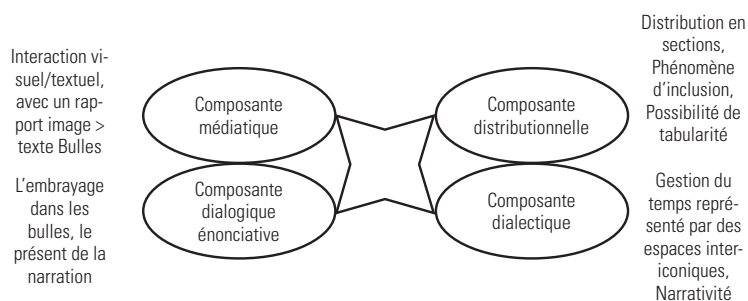 Interaction vi-
suel/textuel,
avec un rap-
port image >
texte Bulles
Composante
médiatique
Composante
distributionnelle
Distribution en
sections,
Phénomène
d'inclusion,
Possibilité de
tabularité
L'embrayage
dans les
bulles, le
présent de la
narration
Composante
dialogique
énonciative
Composante
dialectique
Gestion du
temps repré-
senté par des
espaces inter-
iconiques,
Narrativité